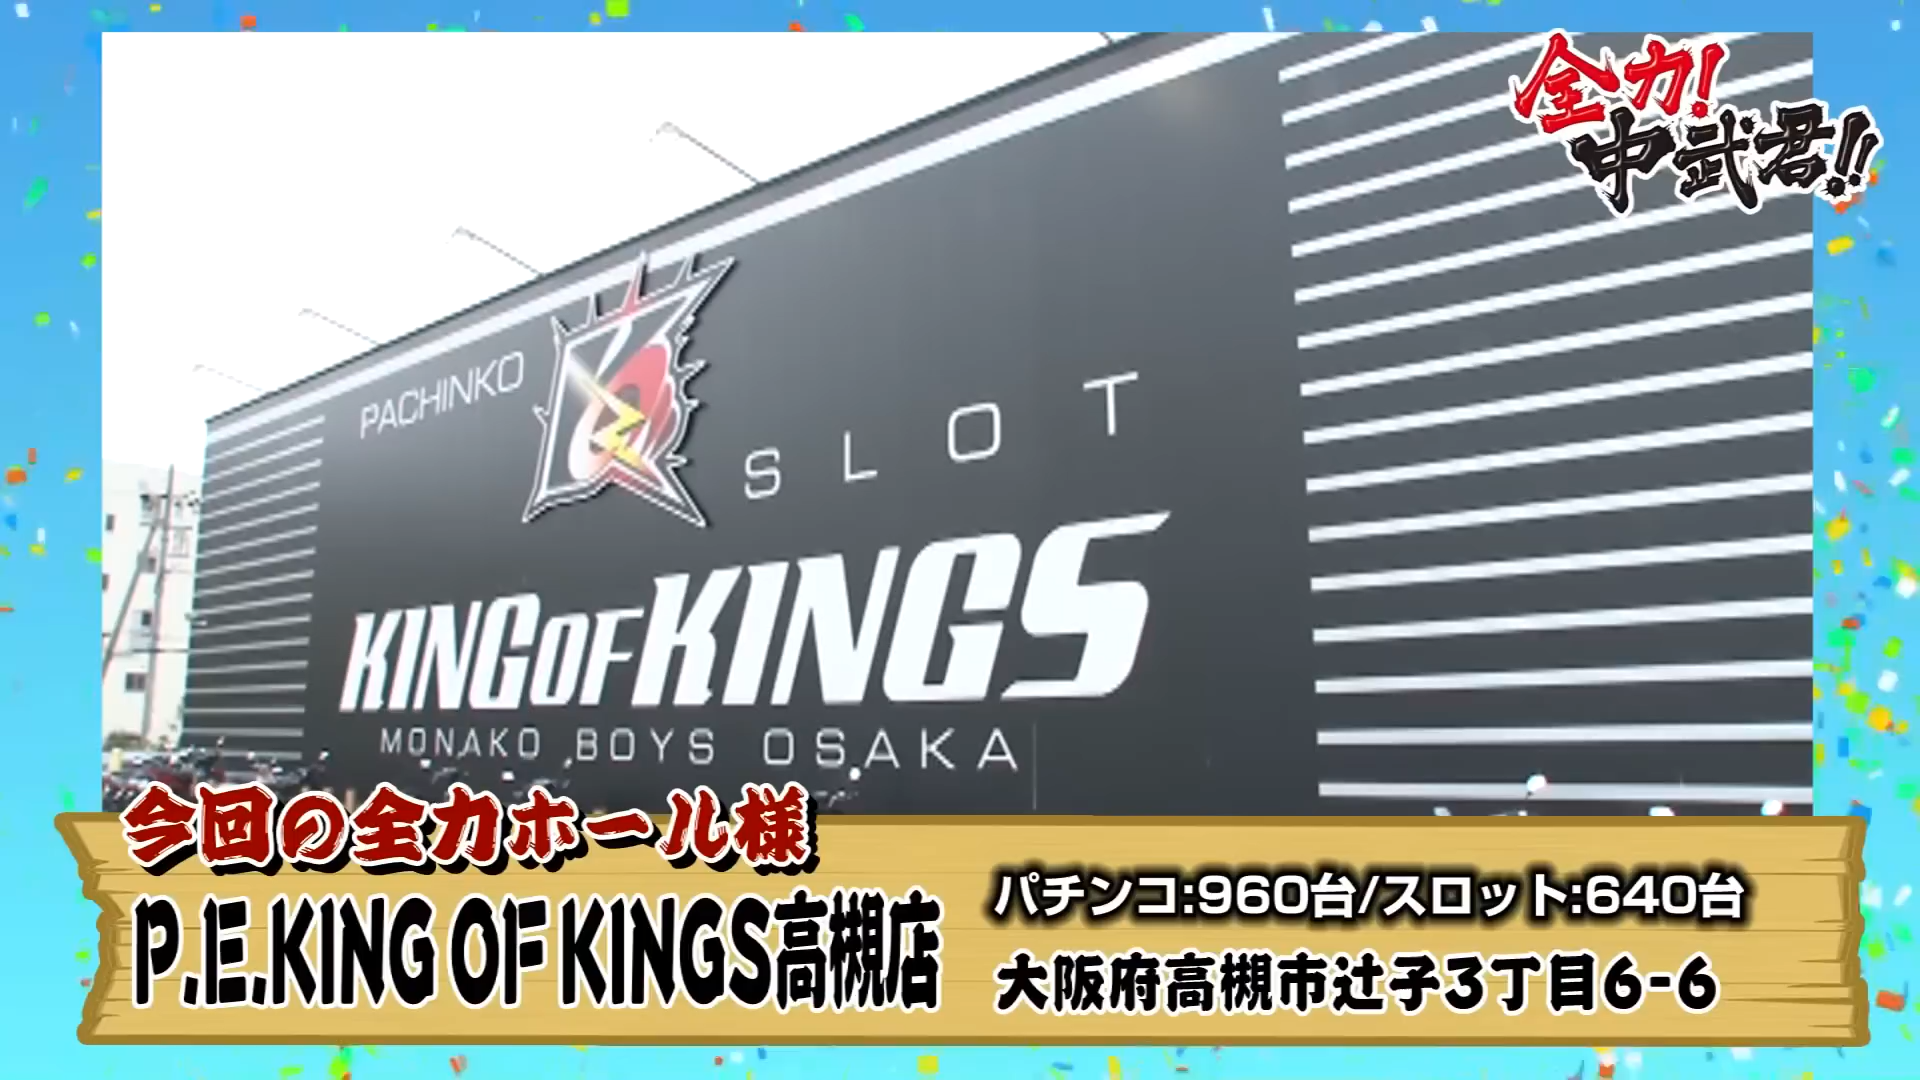 全力!
中武君!!
PACHINKO
SLOT
KING OF KINGS
MONAKO BOYS OSAKA
今回の全力ホール様
P.E.KING OF KINGS高槻店
パチンコ:960台/スロット:640台
大阪府高槻市辻子3丁目6-6